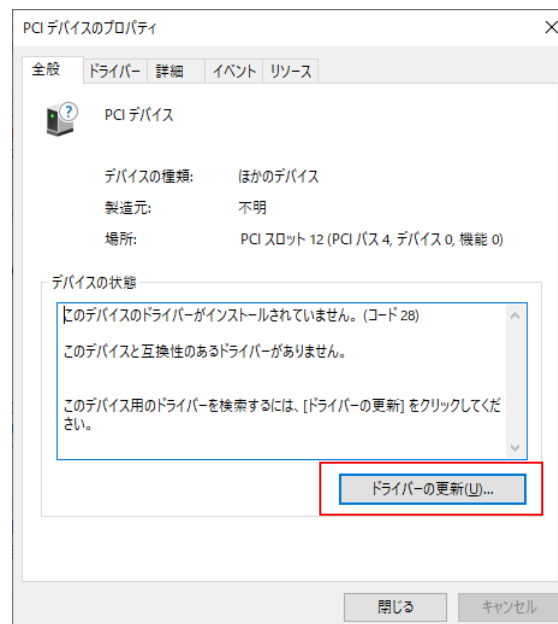 PCI デバイスのプロパティ
全般 ドライバー 詳細 イベント リソース
PCI デバイス
デバイスの種類: ほかのデバイス
製造元: 不明
場所: PCI スロット 12 (PCI バス 4, デバイス 0, 機能 0)
デバイスの状態
このデバイスのドライバーがインストールされていません。 (コード 28)
このデバイスと互換性のあるドライバーがありません。
このデバイス用のドライバーを検索するには、[ドライバーの更新] をクリックしてくだ
さい。
ドライバーの更新(U)...
閉じる キャンセル